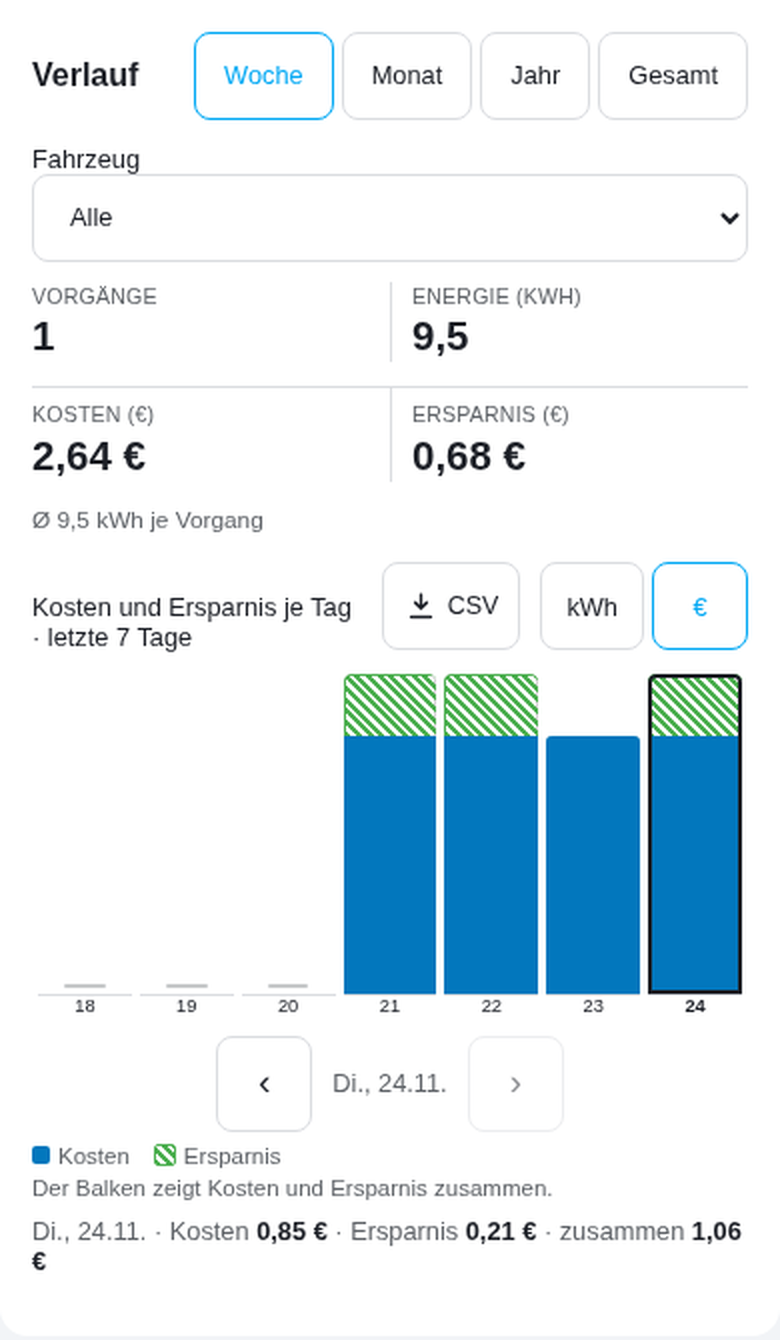 Verlauf Woche Monat Jahr Gesamt
Fahrzeug
Alle
VORGÄNGE ENERGIE (KWH)
1 9,5
KOSTEN (€) ERSPARNIS (€)
2,64 € 0,68 €
Ø 9,5 kWh je Vorgang
Kosten und Ersparnis je Tag
· letzte 7 Tage
CSV kWh €
18 19 20 21 22 23 24
‹ Di., 24.11. ›
Kosten Ersparnis
Der Balken zeigt Kosten und Ersparnis zusammen.
Di., 24.11. · Kosten 0,85 € · Ersparnis 0,21 € · zusammen 1,06
€